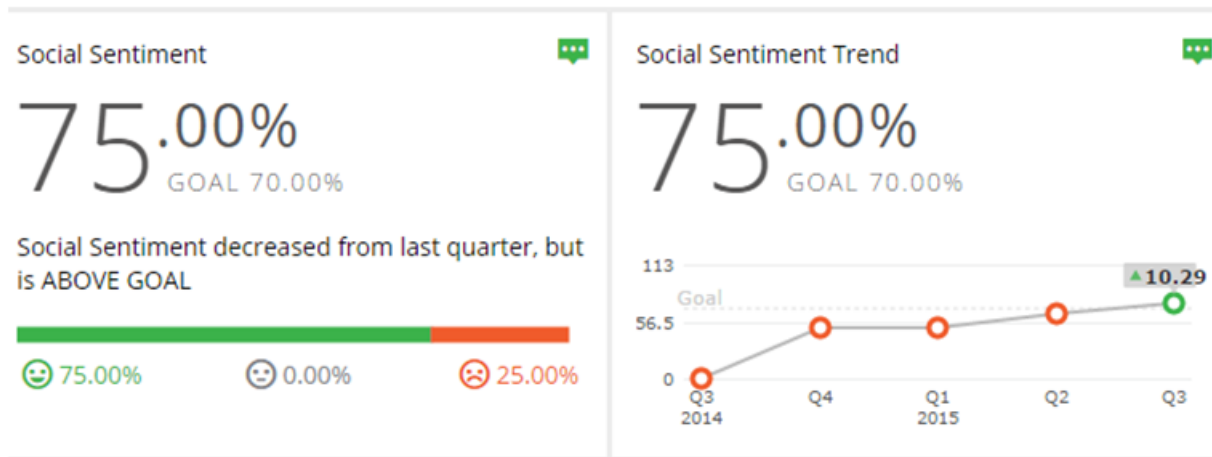 Social Sentiment
75.00%
GOAL 70.00%
Social Sentiment decreased from last quarter, but
is ABOVE GOAL
75.00% 0.00% 25.00%
Social Sentiment Trend
75.00%
GOAL 70.00%
113
10.29
Goal
56.5
0
Q3 Q4 Q1 Q2 Q3
2014 2015